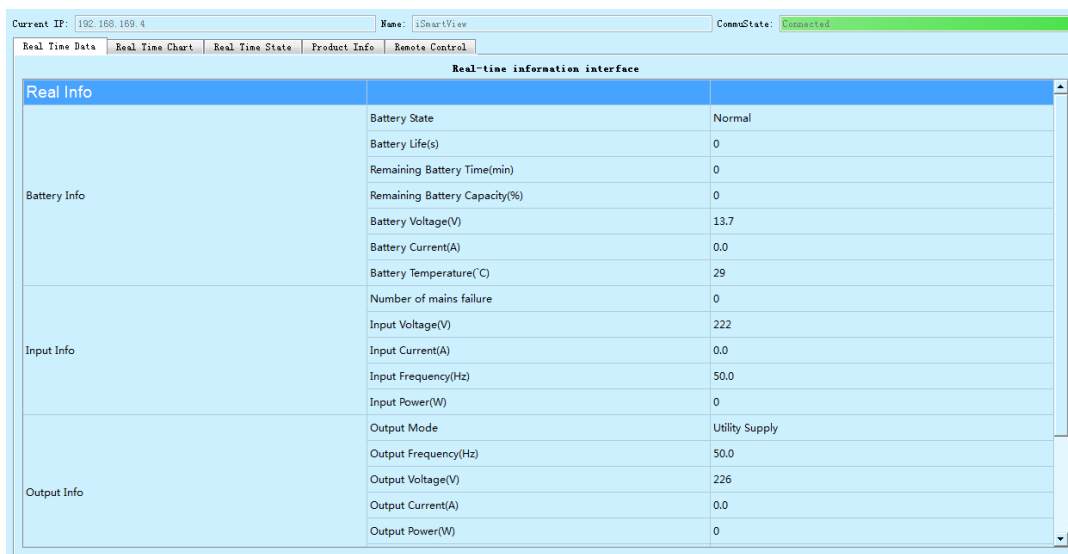 Current IP: 192.168.169.4 Name: iSmartView CommuState: Connected
Real Time Data Real Time Chart Real Time State Product Info Remote Control
Real-time information interface
Real Info
Battery Info
Battery State Normal
Battery Life(s) 0
Remaining Battery Time(min) 0
Remaining Battery Capacity(%) 0
Battery Voltage(V) 13.7
Battery Current(A) 0.0
Battery Temperature(`C) 29
Input Info
Number of mains failure 0
Input Voltage(V) 222
Input Current(A) 0.0
Input Frequency(Hz) 50.0
Input Power(W) 0
Output Info
Output Mode Utility Supply
Output Frequency(Hz) 50.0
Output Voltage(V) 226
Output Current(A) 0.0
Output Power(W) 0